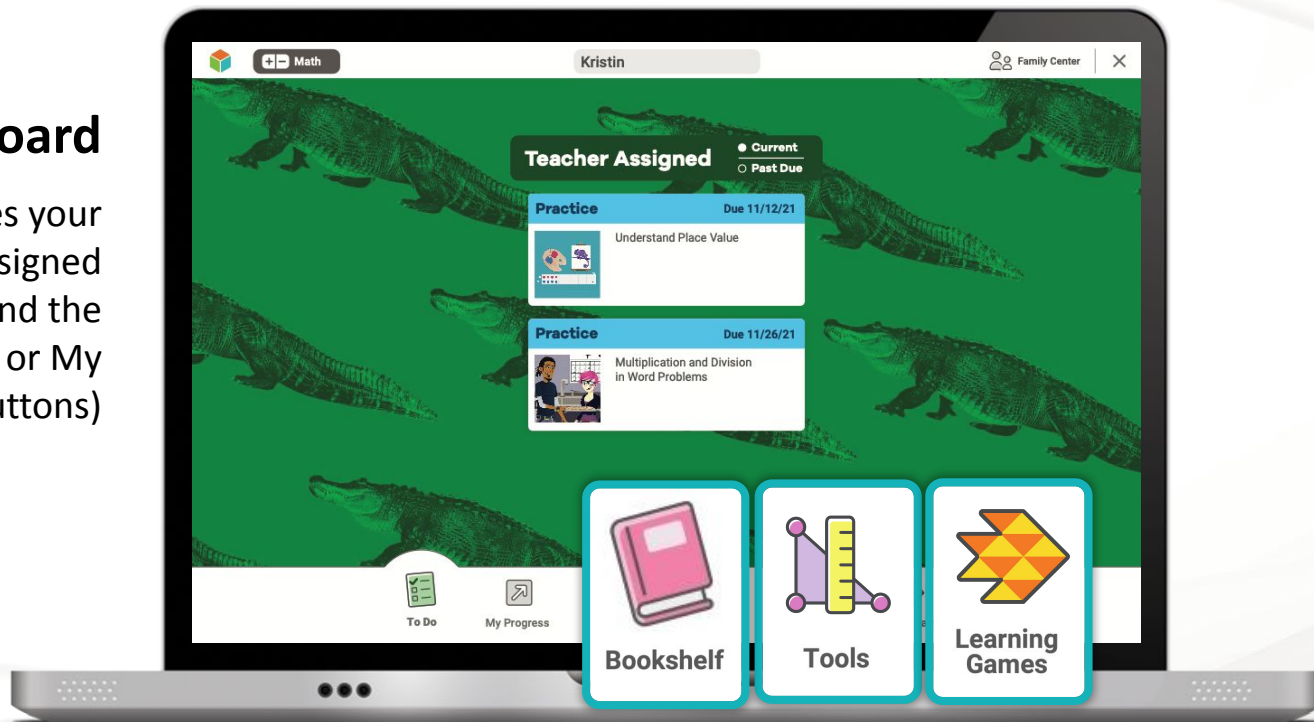 +− Math
Kristin
Family Center
Teacher Assigned
Current
Past Due
Practice
Due 11/12/21
Understand Place Value
Practice
Due 11/26/21
Multiplication and Division
in Word Problems
oard
es your
signed
nd the
or My
uttons)
To Do
My Progress
Bookshelf
Tools
Learning
Games